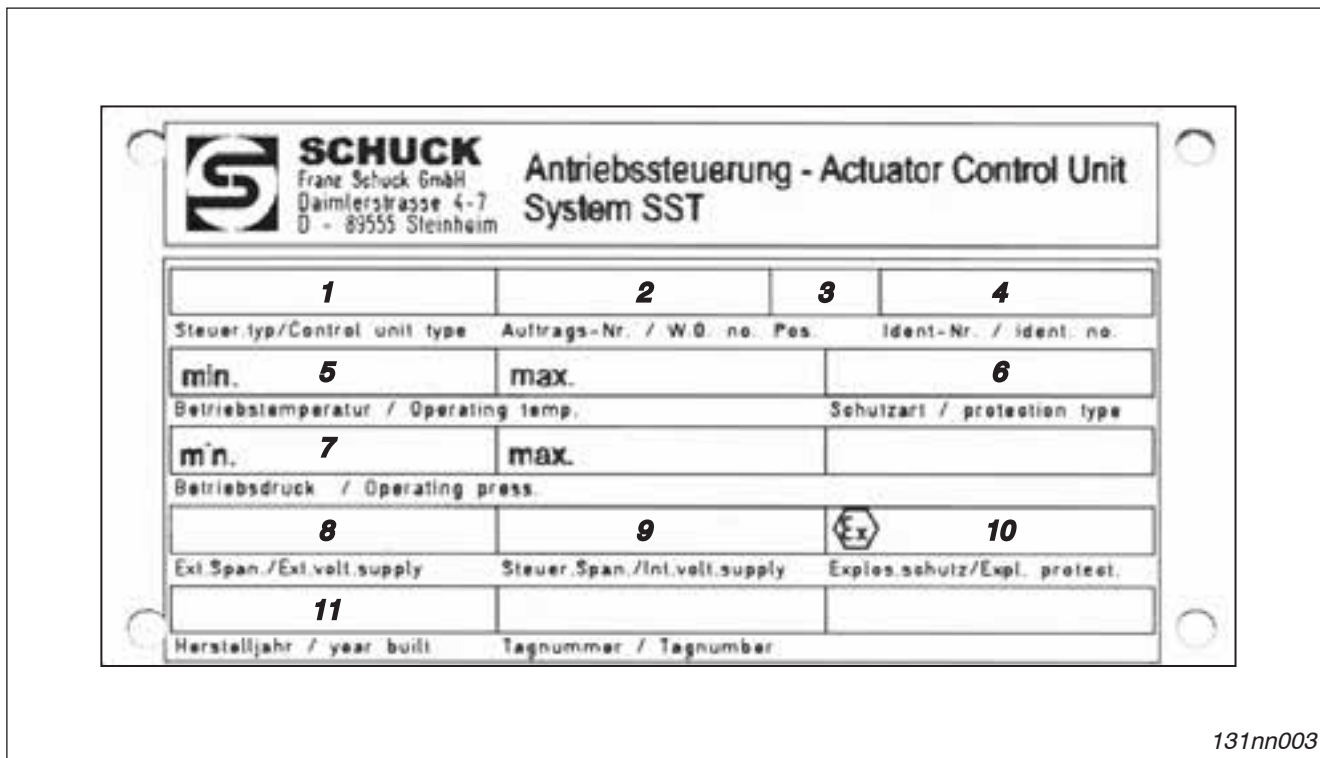 SCHUCK
Franz Schuck GmbH
Daimlerstrasse 4-7
D - 89555 Steinheim
Antriebssteuerung - Actuator Control Unit
System SST
1 2 3 4
Steuer.typ/Control unit type Auftrags-Nr. / W.O. no. Pos. Ident-Nr. / ident. no.
min. 5 max. 6
Betriebstemperatur / Operating temp. Schutzart / protection type
min. 7 max.
Betriebsdruck / Operating press.
8 9 Ex 10
Ext.Span./Ext.volt.supply Steuer.Span./Int.volt.supply Explos.schutz/Expl. protect.
11
Herstelljahr / year built Tagnummer / Tagnumber
131nn003